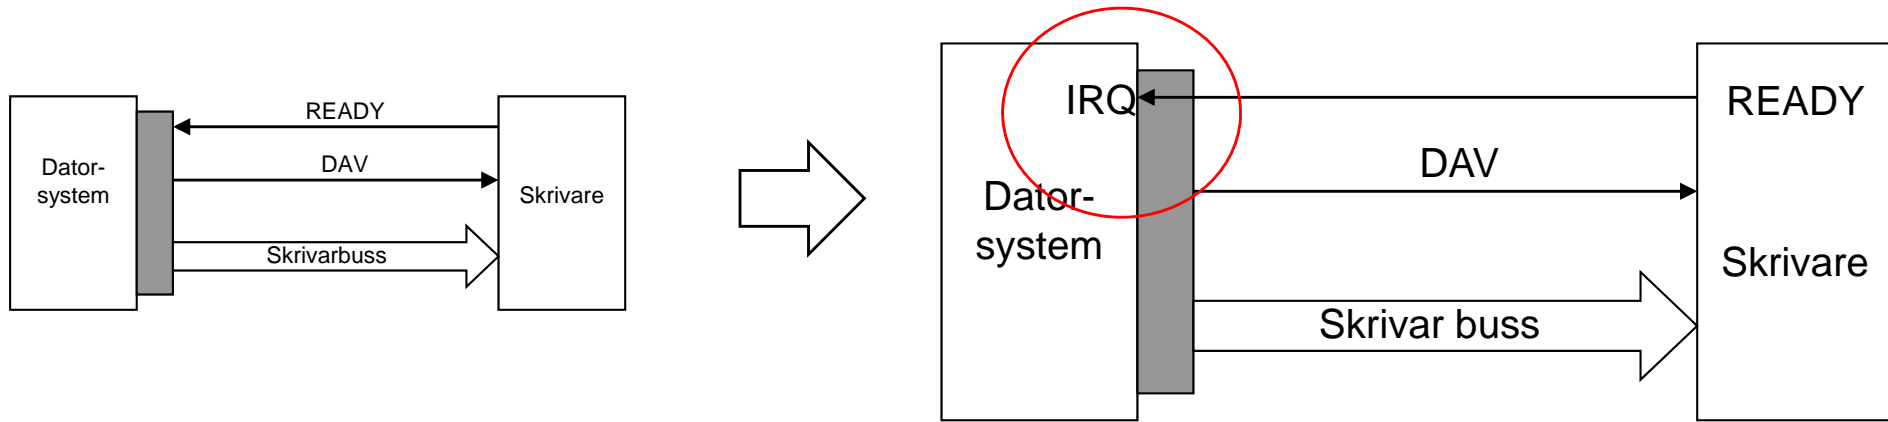 READY
DAV
Dator-
system
Skrivare
Skrivarbuss
IRQ
READY
DAV
Dator-
system
Skrivare
Skrivar buss